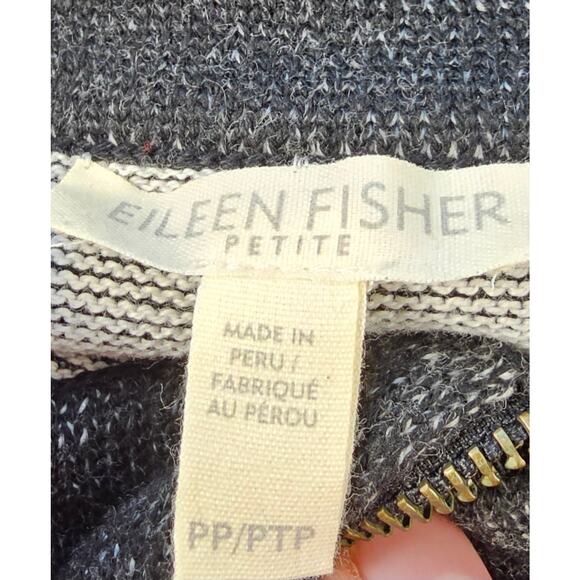 EILEEN FISHER
PETITE
MADE IN
PERU /
FABRIQUÉ
AU PÉROU
PP/PTP